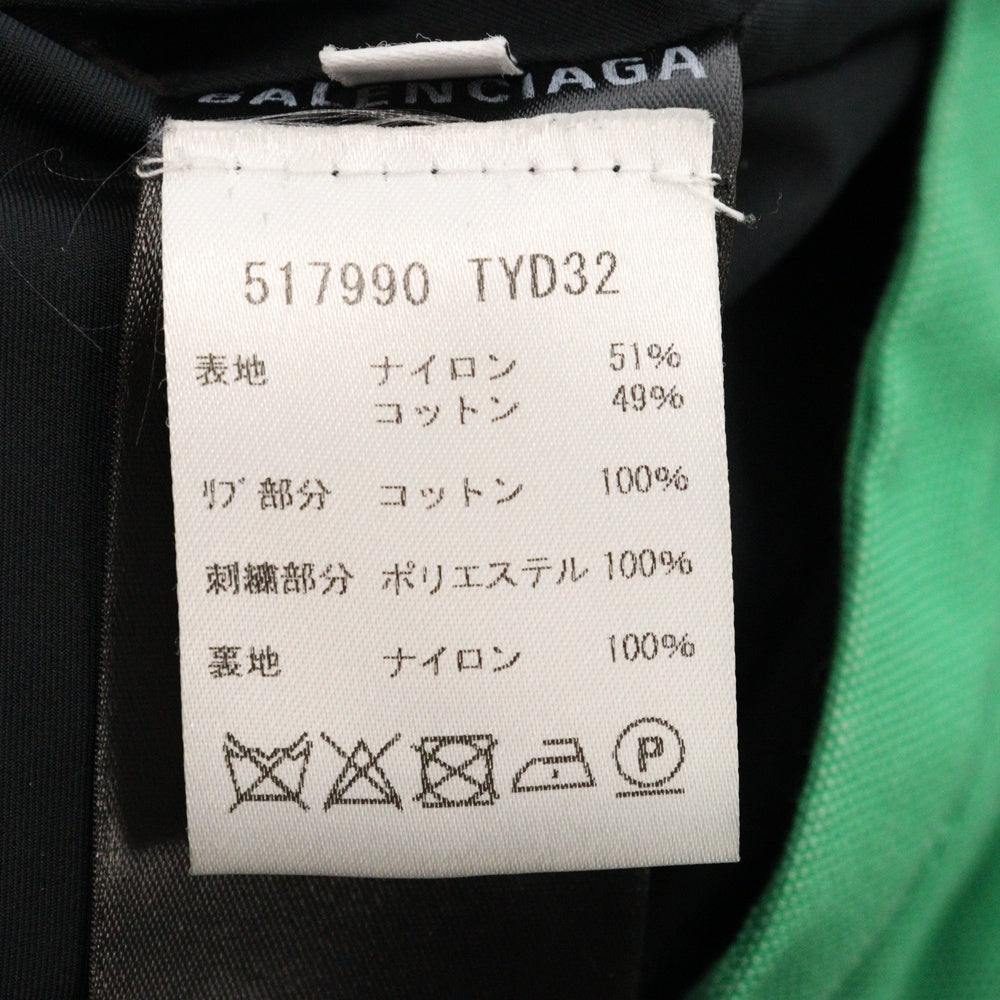 BALENCIAGA
517990 TYD32
表地 ナイロン 51%
コットン 49%
ﾘﾌﾞ部分 コットン 100%
刺繍部分 ポリエステル 100%
裏地 ナイロン 100%
P